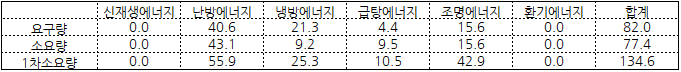 신재생에너지 난방에너지 냉방에너지 급탕에너지 조명에너지 환기에너지 합계
요구량 0.0 40.6 21.3 4.4 15.6 0.0 82.0
소요량 0.0 43.1 9.2 9.5 15.6 0.0 77.4
1차소요량 0.0 55.9 25.3 10.5 42.9 0.0 134.6